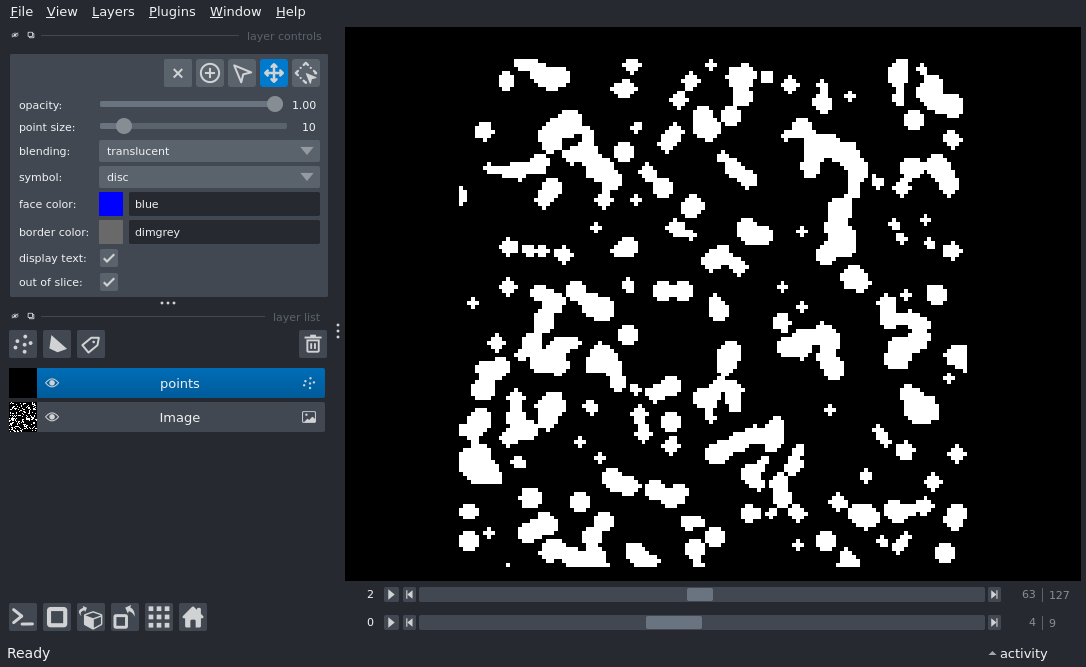 File View Layers Plugins Window Help
layer controls
opacity: 1.00
point size: 10
blending: translucent
symbol: disc
face color: blue
border color: dimgrey
display text:
out of slice:
layer list
points
Image
2 63 127
0 4 9
Ready activity